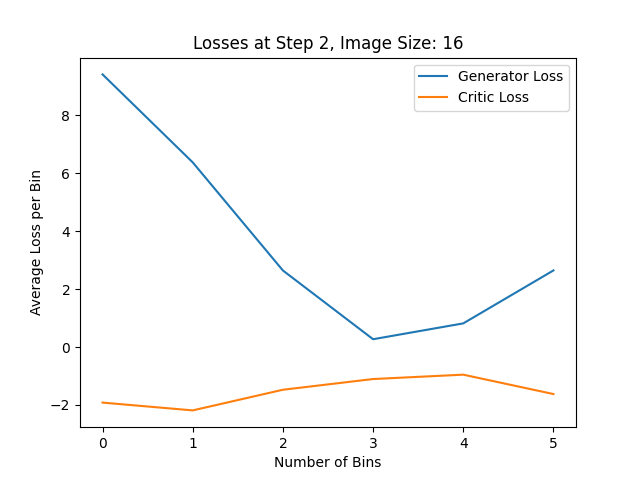 Losses at Step 2, Image Size: 16
Generator Loss
Critic Loss
Average Loss per Bin
8
6
4
2
0
−2
0 1 2 3 4 5
Number of Bins